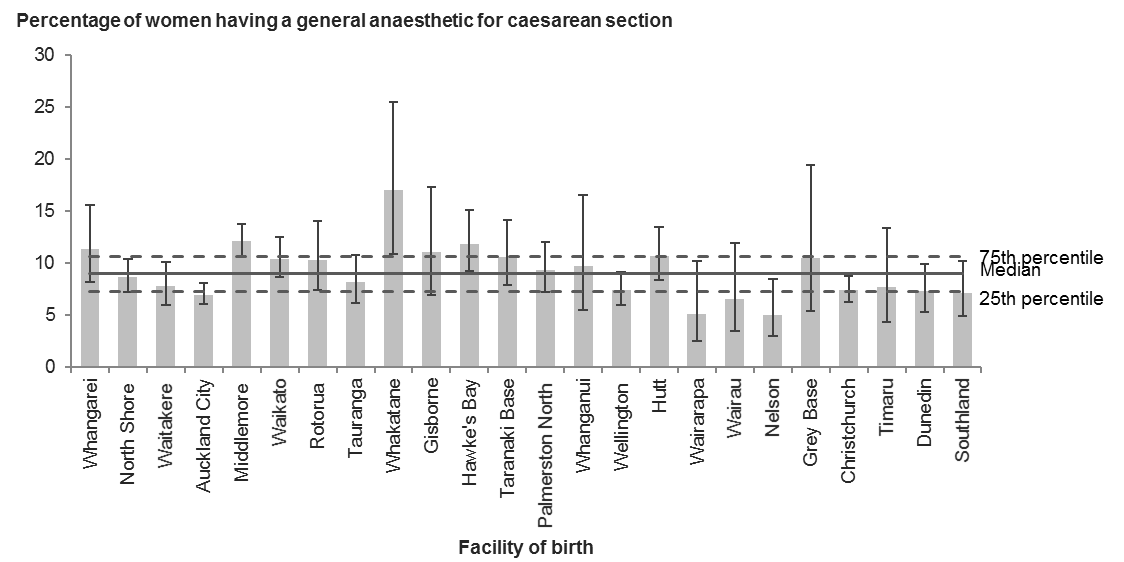 Percentage of women having a general anaesthetic for caesarean section
30
25
20
15
10
5
0
75th percentile
Median
25th percentile
Whangarei
North Shore
Waitakere
Auckland City
Middlemore
Waikato
Rotorua
Tauranga
Whakatane
Gisborne
Hawke's Bay
Taranaki Base
Palmerston North
Whanganui
Wellington
Hutt
Wairarapa
Wairau
Nelson
Grey Base
Christchurch
Timaru
Dunedin
Southland
Facility of birth